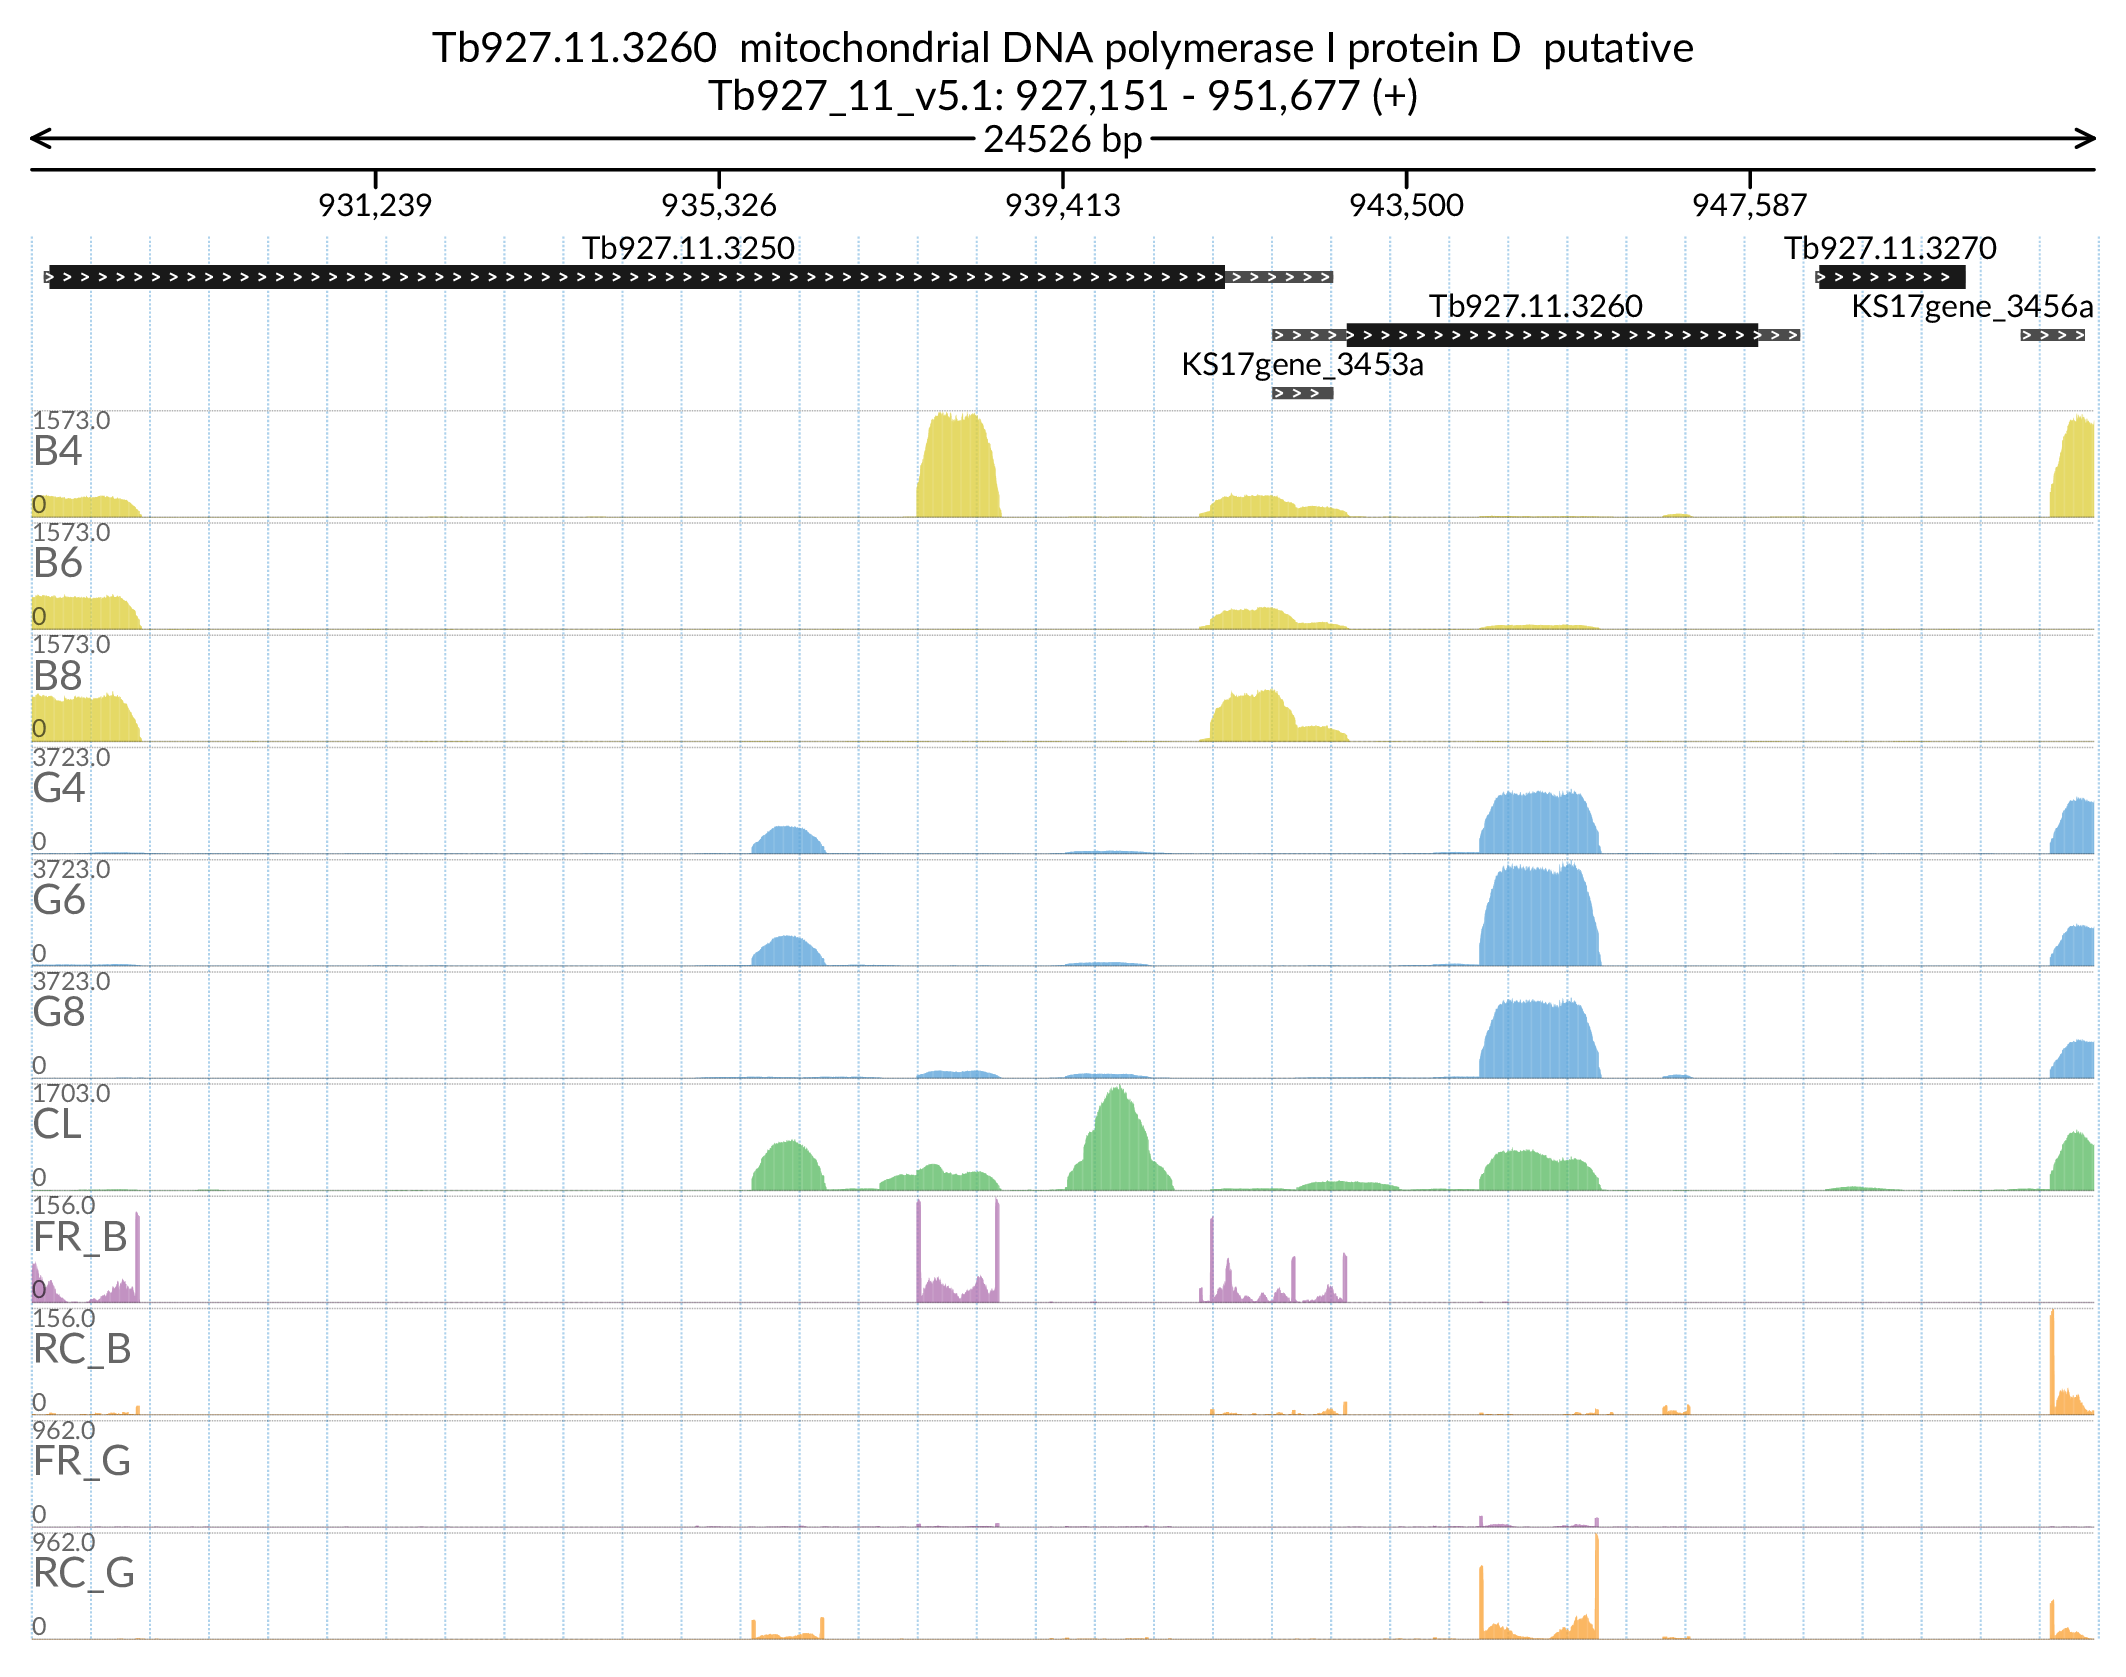 Tb927.11.3260 mitochondrial DNA polymerase I protein D putative
Tb927_11_v5.1: 927,151 - 951,677 (+)
24526 bp
931,239 935,326 939,413 943,500 947,587
Tb927.11.3250 Tb927.11.3270
Tb927.11.3260 KS17gene_3456a
KS17gene_3453a
1573.0
B4
0
1573.0
B6
0
1573.0
B8
0
3723.0
G4
0
3723.0
G6
0
3723.0
G8
0
1703.0
CL
0
156.0
FR_B
0
156.0
RC_B
0
962.0
FR_G
0
962.0
RC_G
0